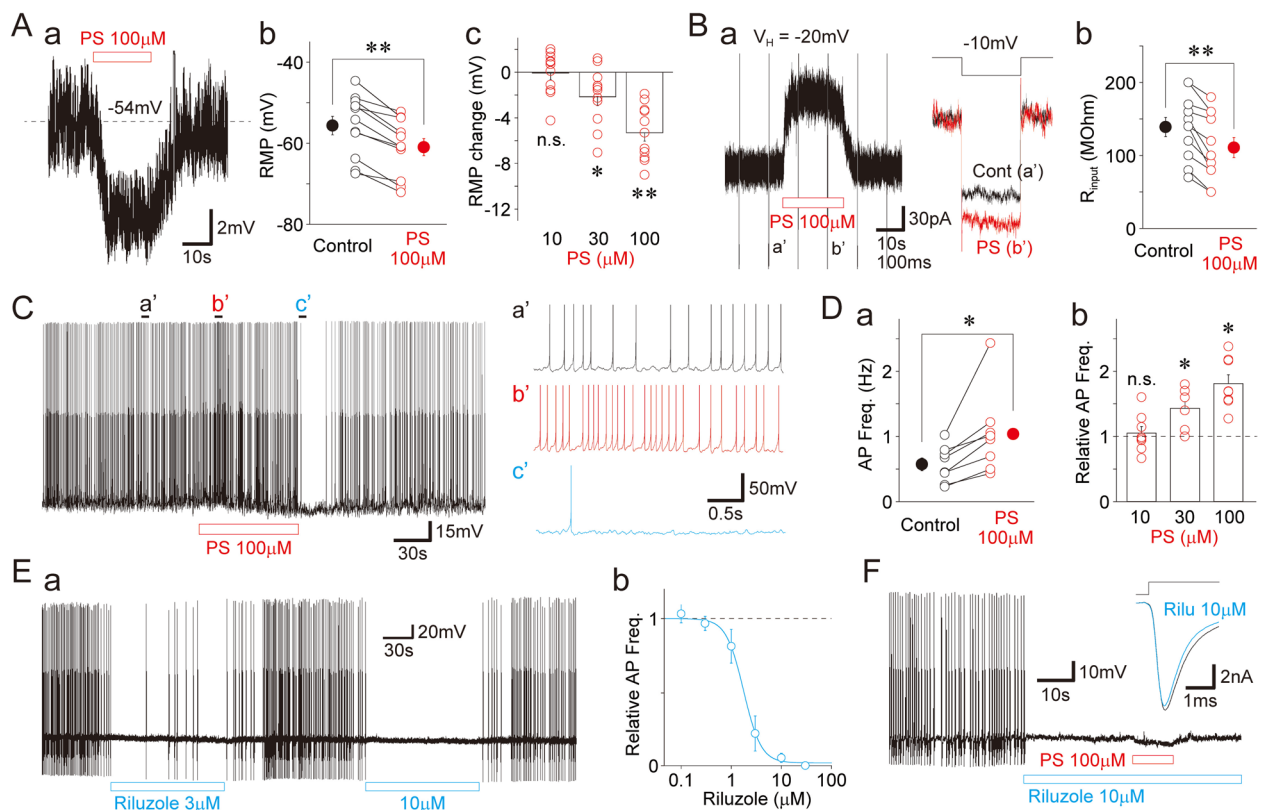 A
a
PS 100μM
-54mV
2mV
10s
b
**
RMP (mV)
-40
-60
-80
Control
PS
100μM
c
RMP change (mV)
0
-4
-8
-12
n.s.
*
**
10
30
100
PS (μM)
B
a
V_H = -20mV
PS 100μM
a’
b’
30pA
10s
100ms
-10mV
Cont (a’)
PS (b’)
b
**
R_input (MOhm)
200
100
0
Control
PS
100μM
C
a’
b’
c’
PS 100μM
15mV
30s
a’
b’
c’
50mV
0.5s
D
a
*
AP Freq. (Hz)
2
1
0
Control
PS
100μM
b
Relative AP Freq.
2
1
0
n.s.
*
*
10
30
100
PS (μM)
E
a
20mV
30s
Riluzole 3μM
10μM
b
Relative AP Freq.
1
0
0.1
1
10
100
Riluzole (μM)
F
Rilu 10μM
10mV
10s
2nA
1ms
PS 100μM
Riluzole 10μM